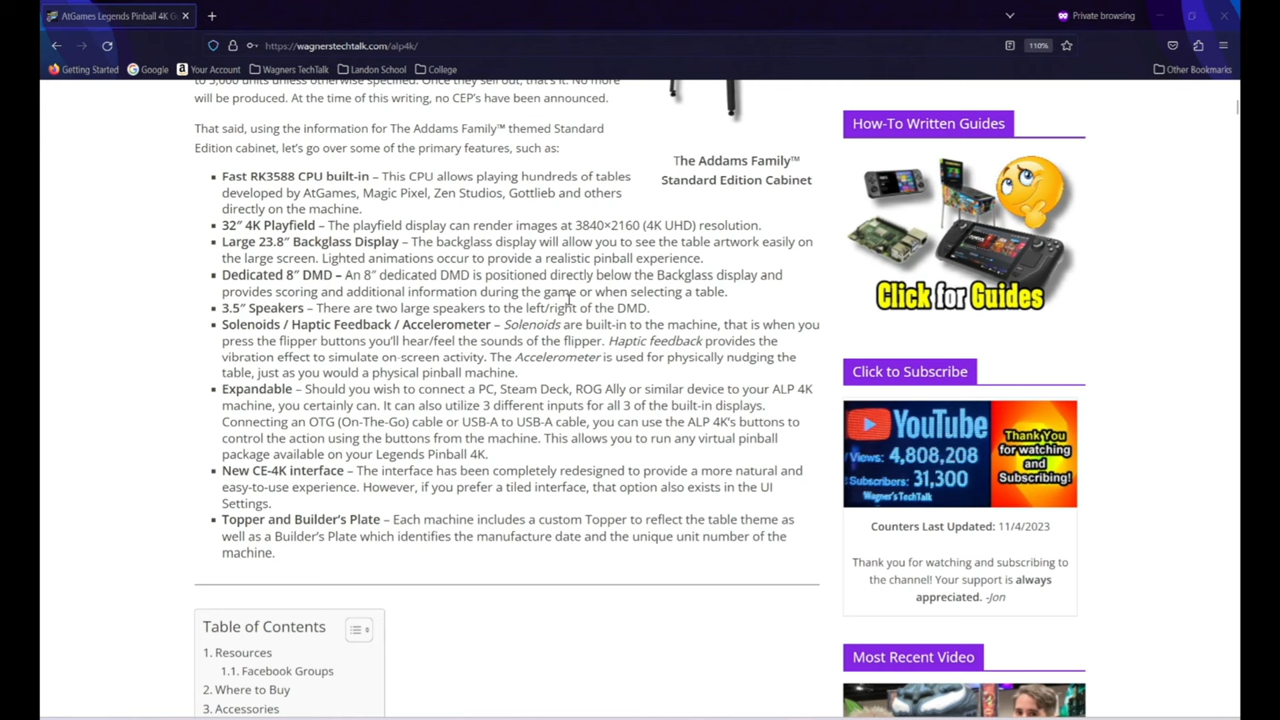 AtGames Legends Pinball 4K G
Private browsing
https://wagnerstechtalk.com/alp4k/
110%
Getting Started
Google
Your Account
Wagners TechTalk
Landon School
College
Other Bookmarks
to 5,000 units unless otherwise specified. Once they sell out, that's it. No more
will be produced. At the time of this writing, no CEP's have been announced.
That said, using the information for The Addams Family™ themed Standard
Edition cabinet, let's go over some of the primary features, such as:
The Addams Family™
Standard Edition Cabinet
Fast RK3588 CPU built-in – This CPU allows playing hundreds of tables
developed by AtGames, Magic Pixel, Zen Studios, Gottlieb and others
directly on the machine.
32″ 4K Playfield – The playfield display can render images at 3840×2160 (4K UHD) resolution.
Large 23.8″ Backglass Display – The backglass display will allow you to see the table artwork easily on
the large screen. Lighted animations occur to provide a realistic pinball experience.
Dedicated 8″ DMD – An 8″ dedicated DMD is positioned directly below the Backglass display and
provides scoring and additional information during the game or when selecting a table.
3.5″ Speakers – There are two large speakers to the left/right of the DMD.
Solenoids / Haptic Feedback / Accelerometer – Solenoids are built-in to the machine, that is when you
press the flipper buttons you'll hear/feel the sounds of the flipper. Haptic feedback provides the
vibration effect to simulate on-screen activity. The Accelerometer is used for physically nudging the
table, just as you would a physical pinball machine.
Expandable – Should you wish to connect a PC, Steam Deck, ROG Ally or similar device to your ALP 4K
machine, you certainly can. It can also utilize 3 different inputs for all 3 of the built-in displays.
Connecting an OTG (On-The-Go) cable or USB-A to USB-A cable, you can use the ALP 4K's buttons to
control the action using the buttons from the machine. This allows you to run any virtual pinball
package available on your Legends Pinball 4K.
New CE-4K interface – The interface has been completely redesigned to provide a more natural and
easy-to-use experience. However, if you prefer a tiled interface, that option also exists in the UI
Settings.
Topper and Builder's Plate – Each machine includes a custom Topper to reflect the table theme as
well as a Builder's Plate which identifies the manufacture date and the unique unit number of the
machine.
Table of Contents
1. Resources
1.1. Facebook Groups
2. Where to Buy
3. Accessories
How-To Written Guides
Click for Guides
Click to Subscribe
YouTube
Views: 4,808,208
Subscribers: 31,300
Wagner's TechTalk
Thank You
for watching
and
Subscribing!
Counters Last Updated: 11/4/2023
Thank you for watching and subscribing to
the channel! Your support is always
appreciated. -Jon
Most Recent Video